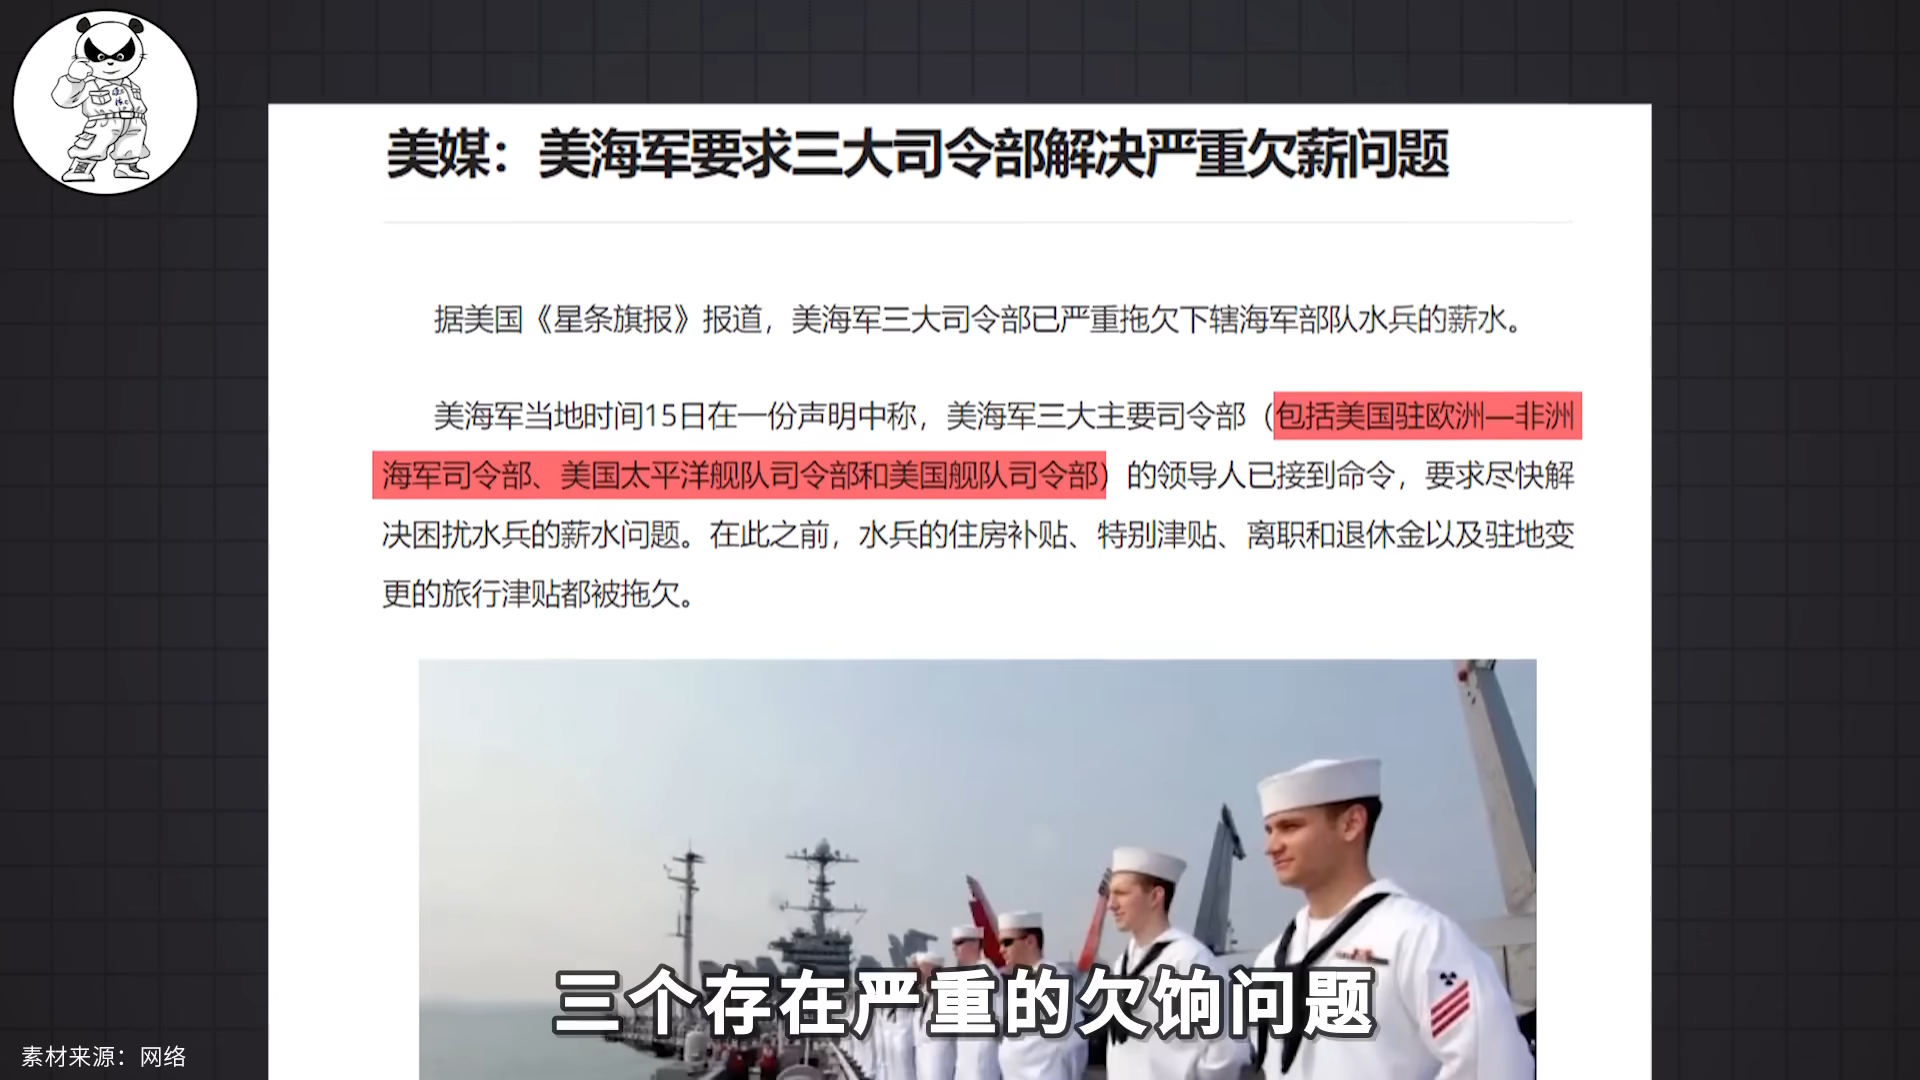 美媒：美海军要求三大司令部解决严重欠薪问题
据美国《星条旗报》报道，美海军三大司令部已严重拖欠下辖海军部队水兵的薪水。
美海军当地时间15日在一份声明中称，美海军三大主要司令部（包括美国驻欧洲—非洲
海军司令部、美国太平洋舰队司令部和美国舰队司令部）的领导人已接到命令，要求尽快解
决困扰水兵的薪水问题。在此之前，水兵的住房补贴、特别津贴、离职和退休金以及驻地变
更的旅行津贴都被拖欠。
三个存在严重的欠饷问题
素材来源：网络